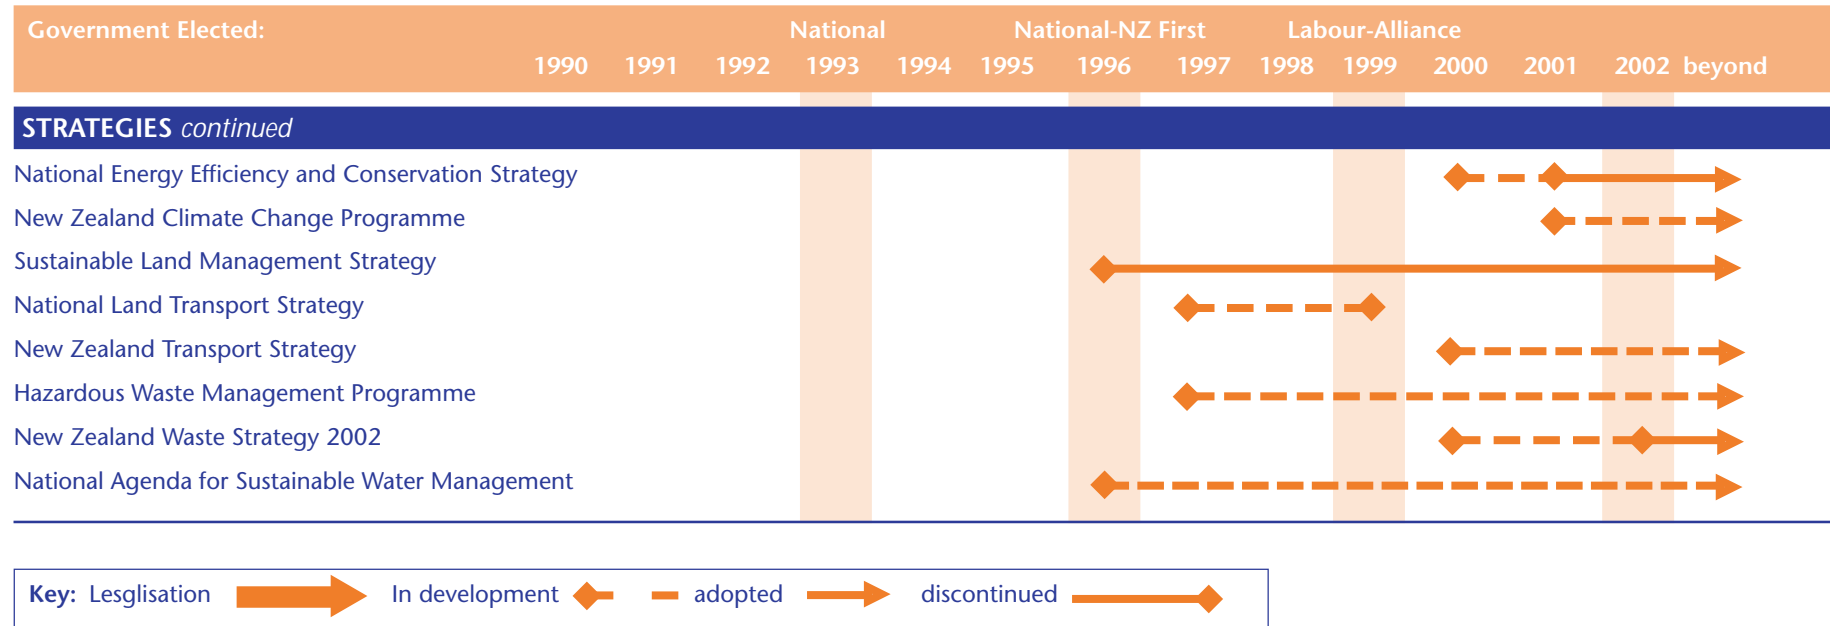 Government Elected: National National-NZ First Labour-Alliance
1990 1991 1992 1993 1994 1995 1996 1997 1998 1999 2000 2001 2002 beyond
STRATEGIES continued
National Energy Efficiency and Conservation Strategy
New Zealand Climate Change Programme
Sustainable Land Management Strategy
National Land Transport Strategy
New Zealand Transport Strategy
Hazardous Waste Management Programme
New Zealand Waste Strategy 2002
National Agenda for Sustainable Water Management
Key: Lesglisation In development adopted discontinued